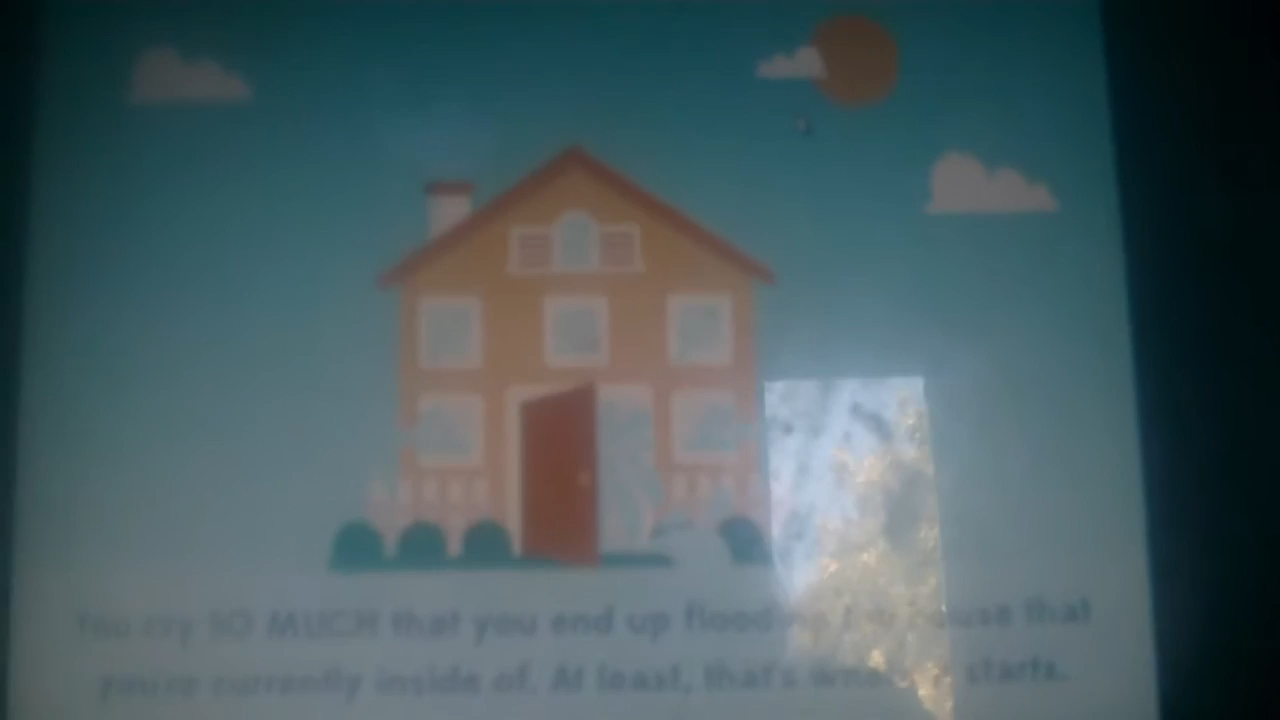 You cry SO MUCH that you end up flooding the house that
you're currently inside of. At least, that's starts.